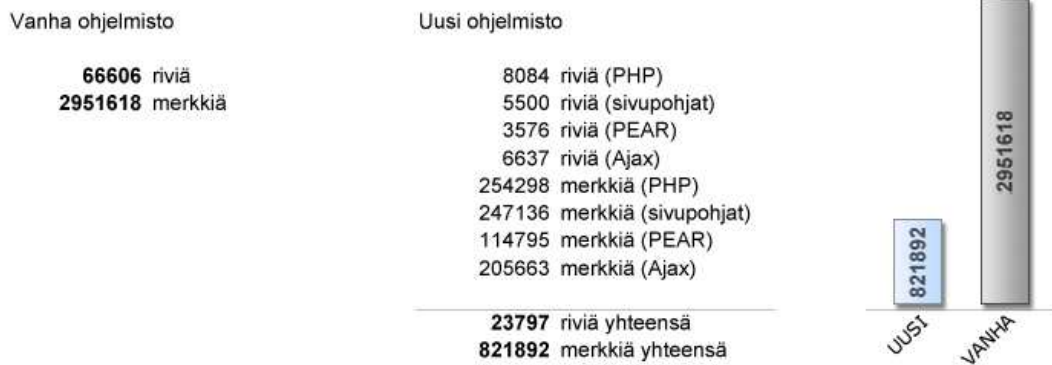 Vanha ohjelmisto
66606 riviä
2951618 merkkiä
Uusi ohjelmisto
8084 riviä (PHP)
5500 riviä (sivupohjat)
3576 riviä (PEAR)
6637 riviä (Ajax)
254298 merkkiä (PHP)
247136 merkkiä (sivupohjat)
114795 merkkiä (PEAR)
205663 merkkiä (Ajax)
23797 riviä yhteensä
821892 merkkiä yhteensä
821892
2951618
UUSI
VANHA